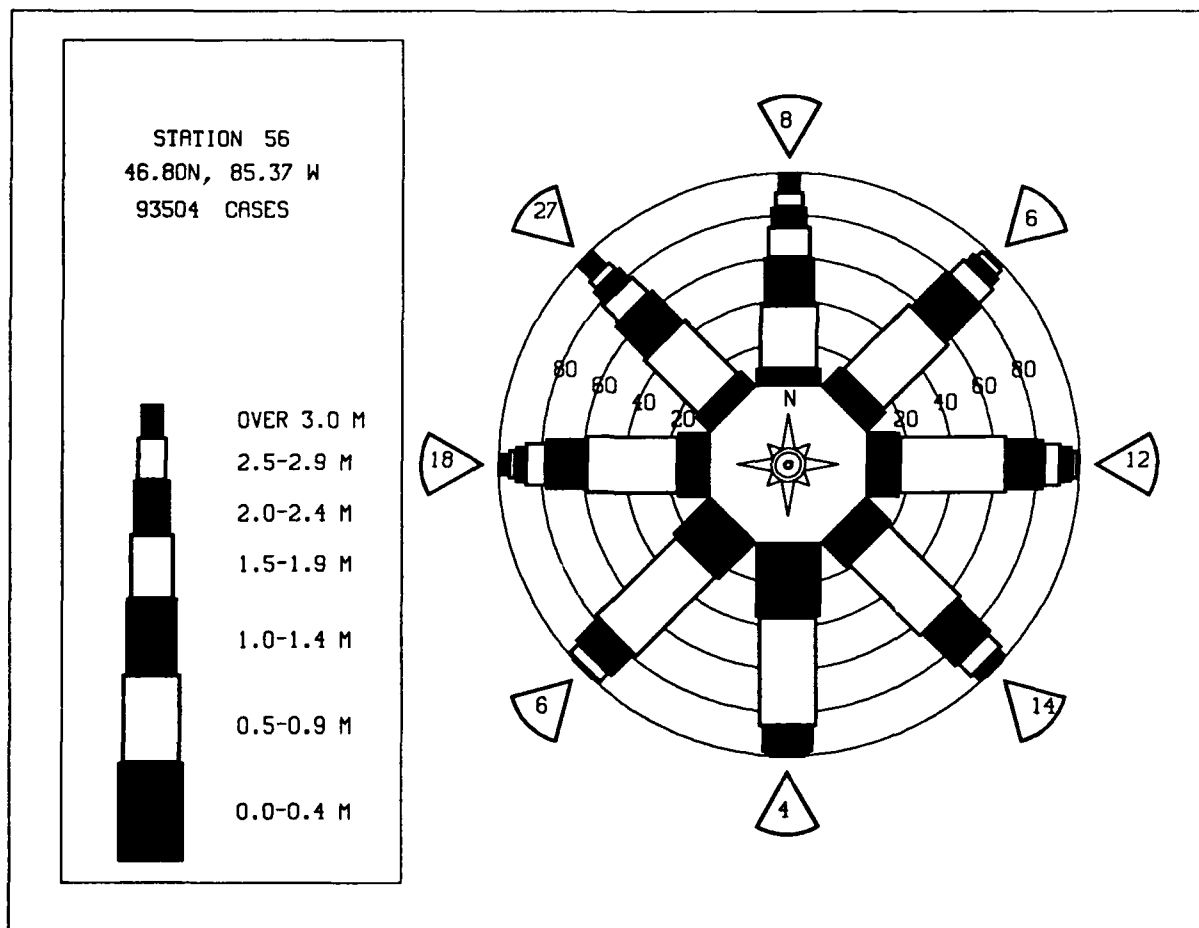 STATION 56
46.80N, 85.37 W
93504 CASES
OVER 3.0 M
2.5-2.9 M
2.0-2.4 M
1.5-1.9 M
1.0-1.4 M
0.5-0.9 M
0.0-0.4 M
8
27
6
80
60
40
20
N
20
40
60
80
18
12
6
14
4